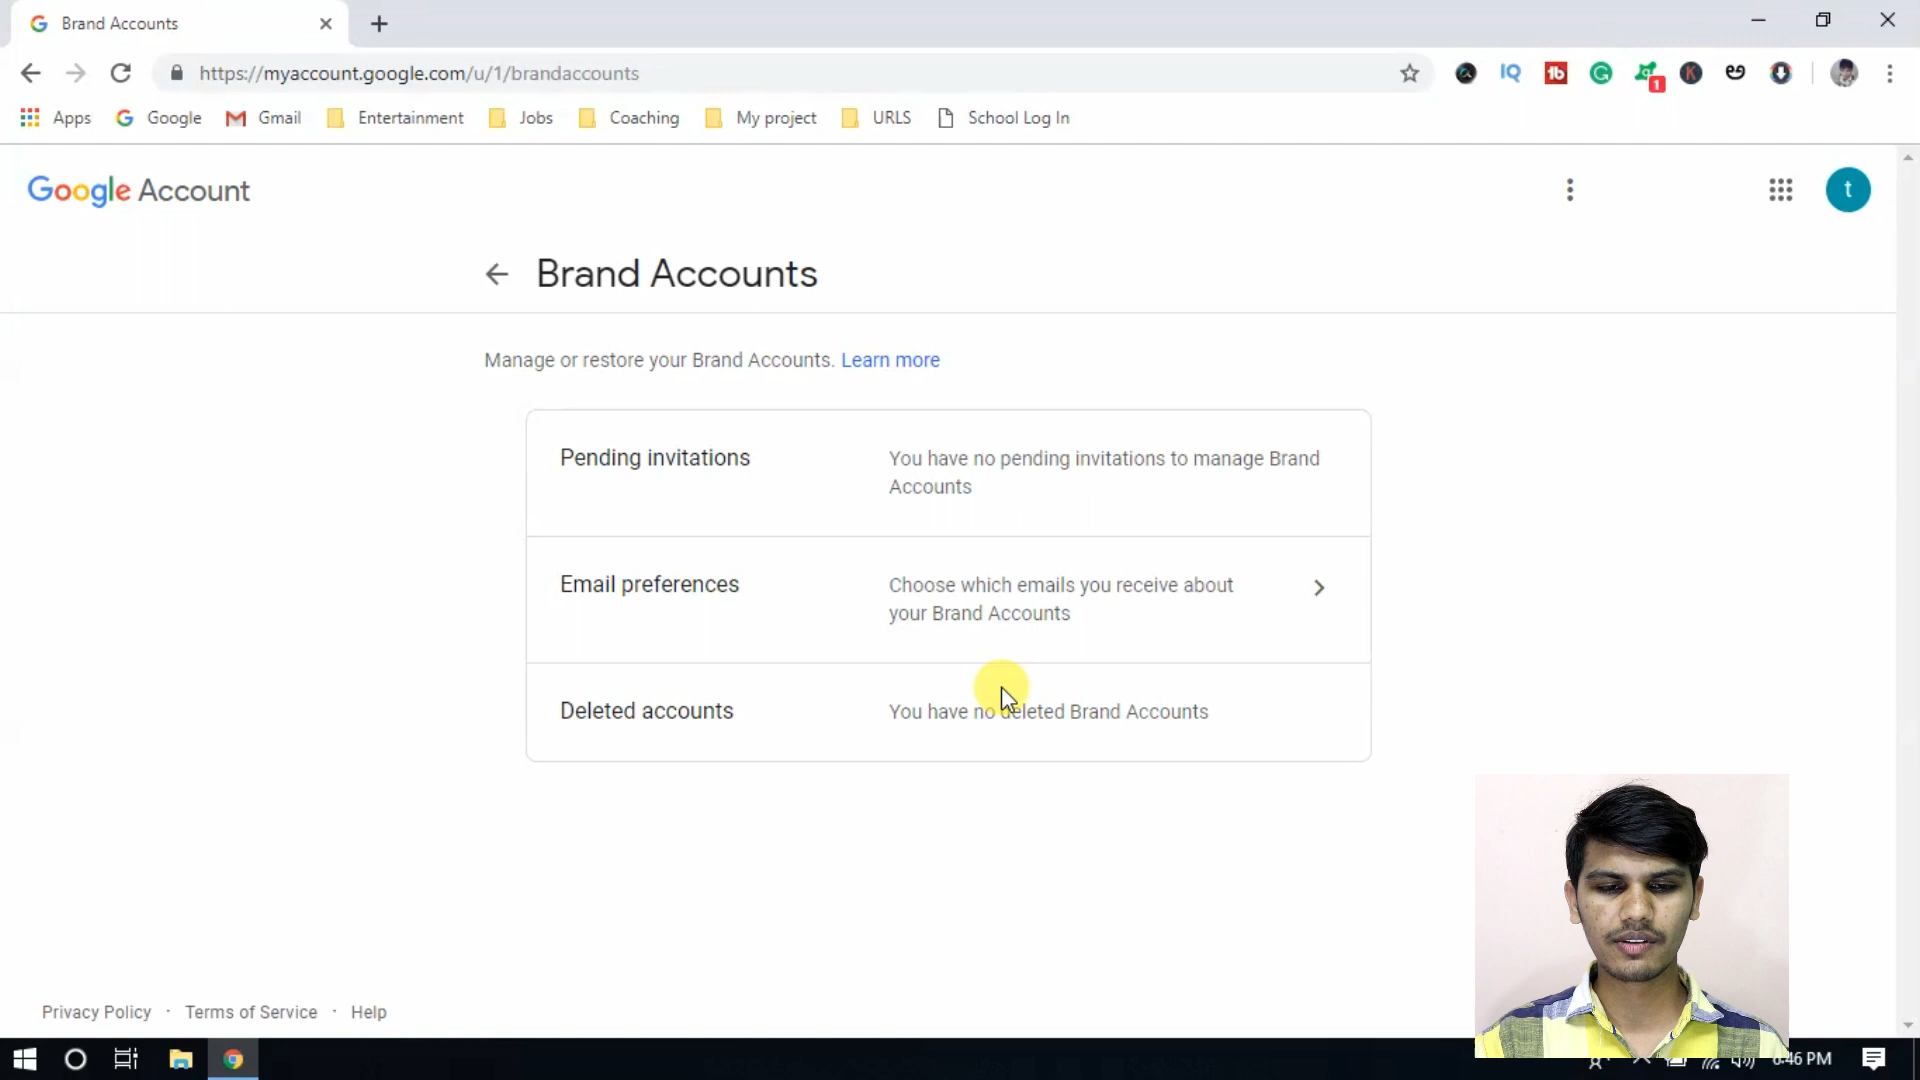 Brand Accounts
https://myaccount.google.com/u/1/brandaccounts
IQ
1
K
Apps
Google
Gmail
Entertainment
Jobs
Coaching
My project
URLS
School Log In
Google Account
t
Brand Accounts
Manage or restore your Brand Accounts. Learn more
Pending invitations
You have no pending invitations to manage Brand
Accounts
Email preferences
Choose which emails you receive about
your Brand Accounts
Deleted accounts
You have no deleted Brand Accounts
Privacy Policy · Terms of Service · Help